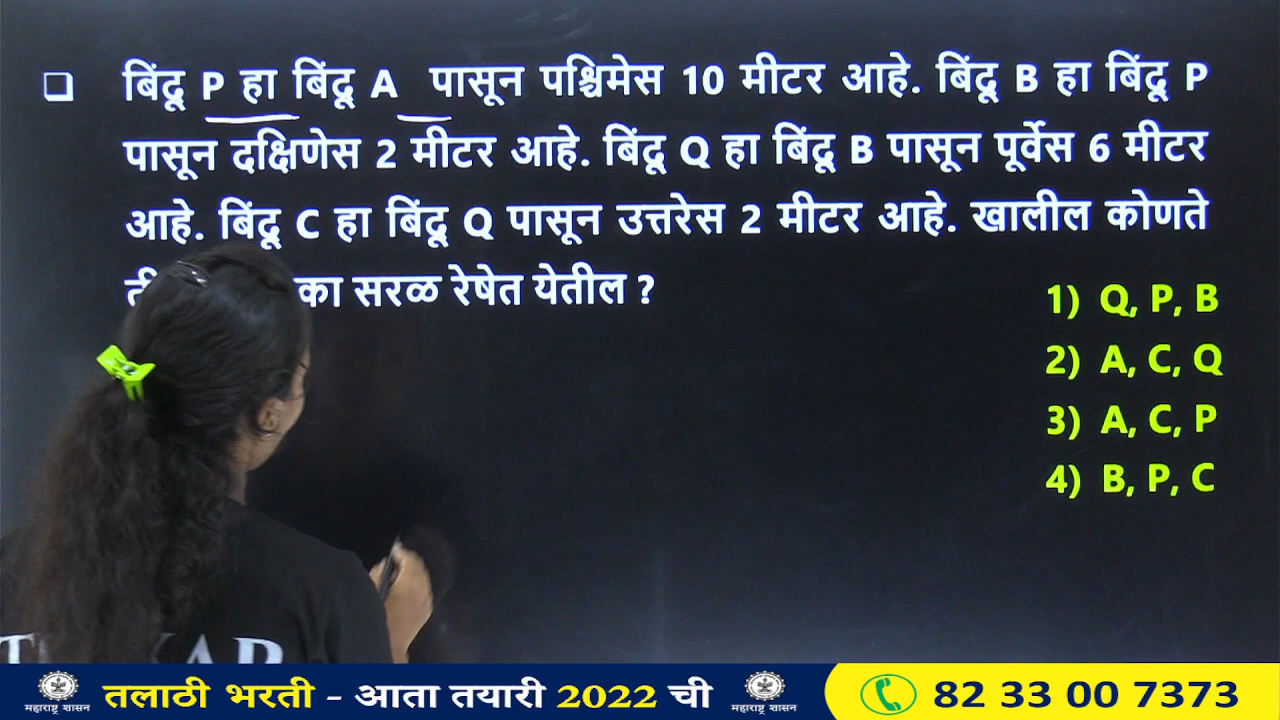 ❑ बिंदू P हा बिंदू A पासून पश्चिमेस 10 मीटर आहे. बिंदू B हा बिंदू P
पासून दक्षिणेस 2 मीटर आहे. बिंदू Q हा बिंदू B पासून पूर्वेस 6 मीटर
आहे. बिंदू C हा बिंदू Q पासून उत्तरेस 2 मीटर आहे. खालील कोणते
सरळ रेषेत येतील ?
1) Q, P, B
2) A, C, Q
3) A, C, P
4) B, P, C
महाराष्ट्र शासन
तलाठी भरती - आता तयारी 2022 ची
महाराष्ट्र शासन
82 33 00 7373